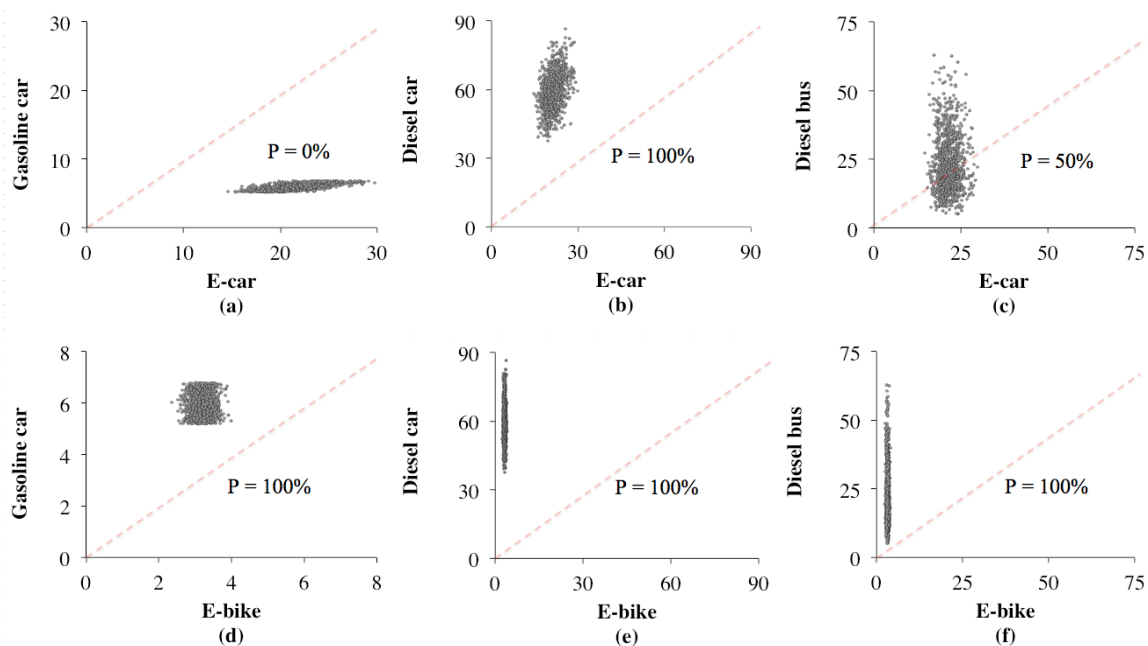 Gasoline car
30
20
10
0
P = 0%
0 10 20 30
E-car
(a)
Diesel car
90
60
30
0
P = 100%
0 30 60 90
E-car
(b)
Diesel bus
75
50
25
0
P = 50%
0 25 50 75
E-car
(c)
Gasoline car
8
6
4
2
0
P = 100%
0 2 4 6 8
E-bike
(d)
Diesel car
90
60
30
0
P = 100%
0 30 60 90
E-bike
(e)
Diesel bus
75
50
25
0
P = 100%
0 25 50 75
E-bike
(f)